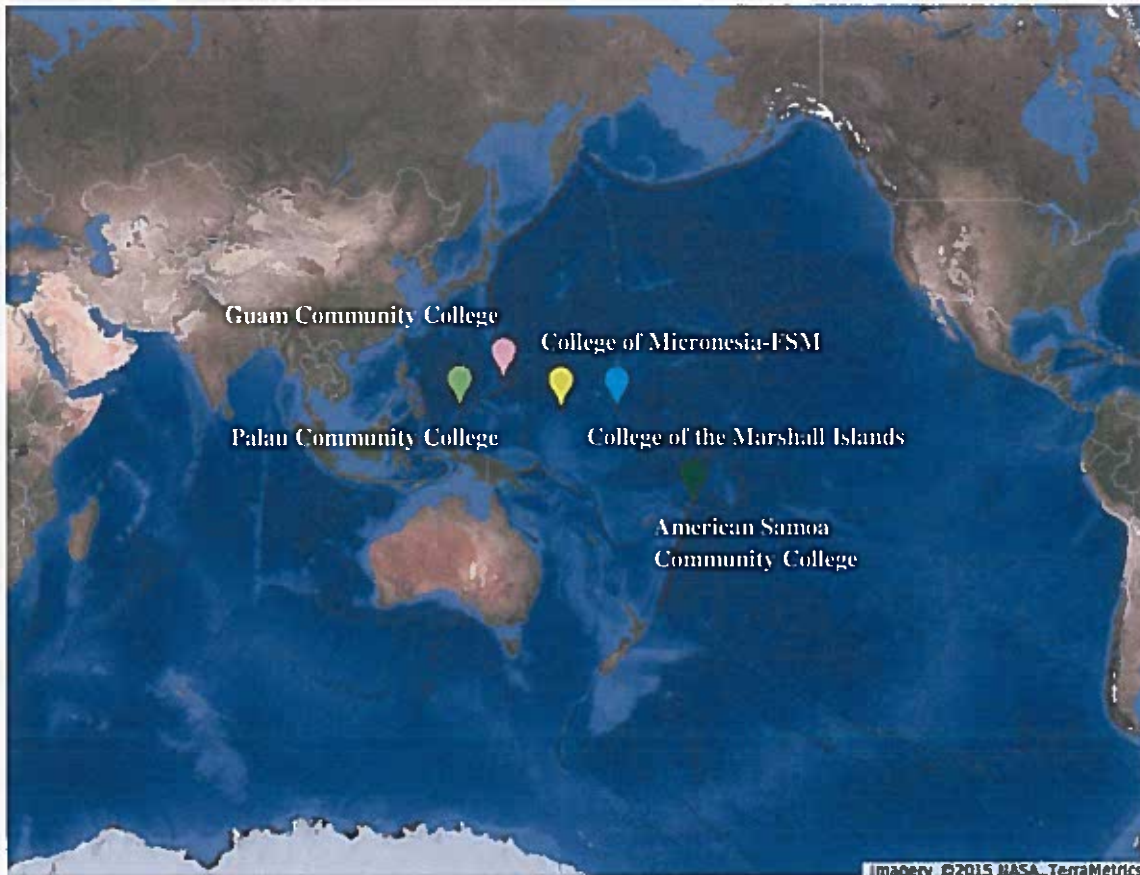 Guam Community College
College of Micronesia-FSM
Palau Community College
College of the Marshall Islands
American Samoa
Community College
Imagery ©2015 NASA, TerraMetrics